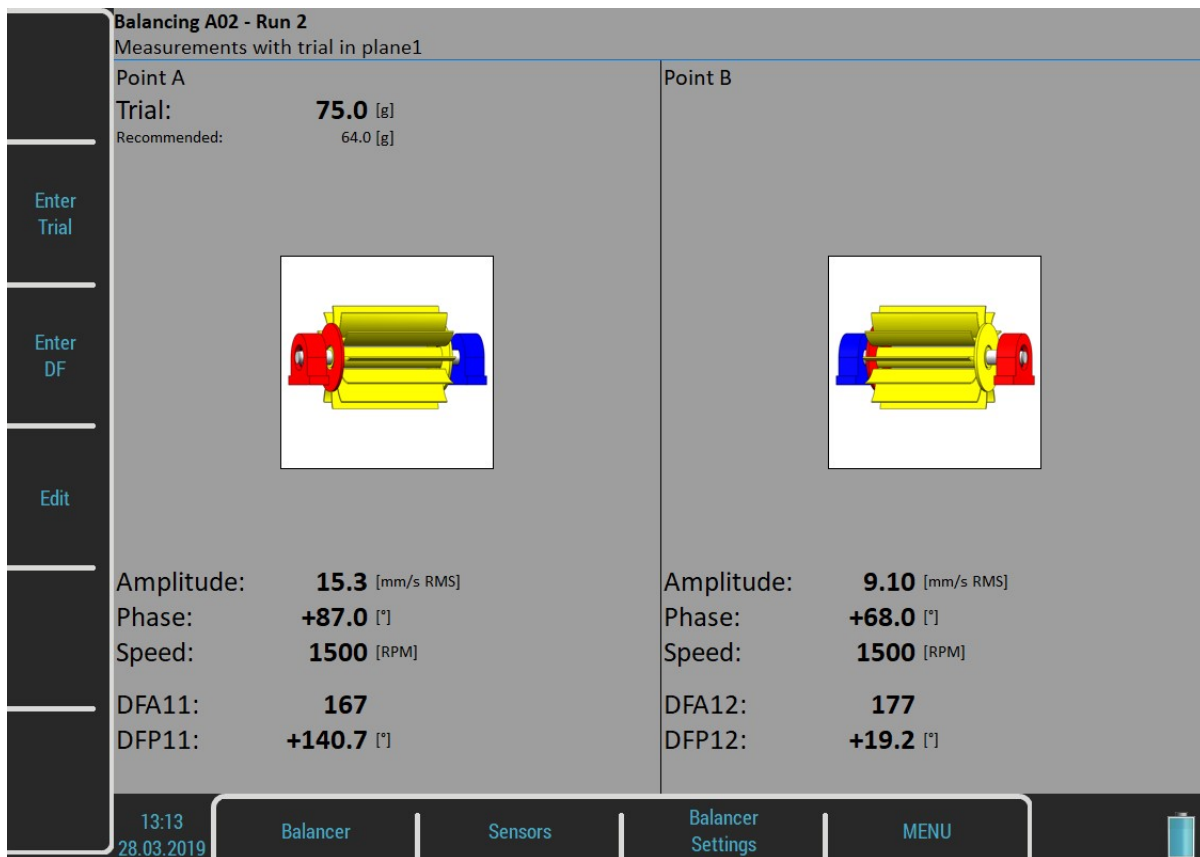 Balancing A02 - Run 2
Measurements with trial in plane1
Point A
Trial: 75.0 [g]
Recommended: 64.0 [g]
Amplitude: 15.3 [mm/s RMS]
Phase: +87.0 [°]
Speed: 1500 [RPM]
DFA11: 167
DFP11: +140.7 [°]
Point B
Amplitude: 9.10 [mm/s RMS]
Phase: +68.0 [°]
Speed: 1500 [RPM]
DFA12: 177
DFP12: +19.2 [°]
Enter
Trial
Enter
DF
Edit
13:13
28.03.2019
Balancer
Sensors
Balancer
Settings
MENU